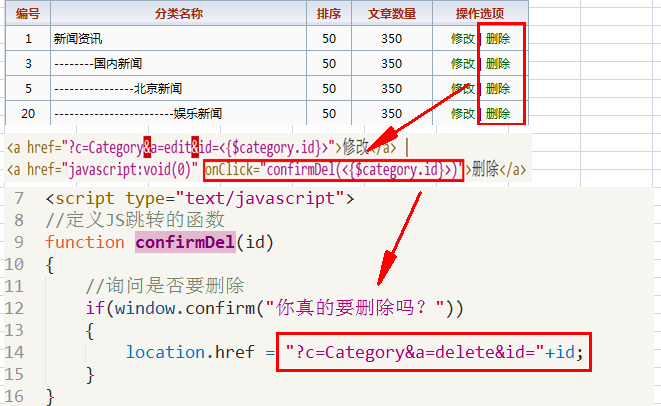 编号 分类名称 排序 文章数量 操作选项
1 新闻资讯 50 350 修改 | 删除
3 --------国内新闻 50 350 修改 | 删除
5 ----------------北京新闻 50 350 修改 | 删除
20 ------------------------娱乐新闻 50 350 修改 | 删除
<a href="?c=Category&a=edit&id=<{$category.id}>">修改</a> |
<a href="javascript:void(0)" onClick="confirmDel(<{$category.id}>)">删除</a>
7 <script type="text/javascript">
8 //定义JS跳转的函数
9 function confirmDel(id)
10 {
11 //询问是否要删除
12 if(window.confirm("你真的要删除吗？"))
13 {
14 location.href = "?c=Category&a=delete&id="+id;
15 }
16 }